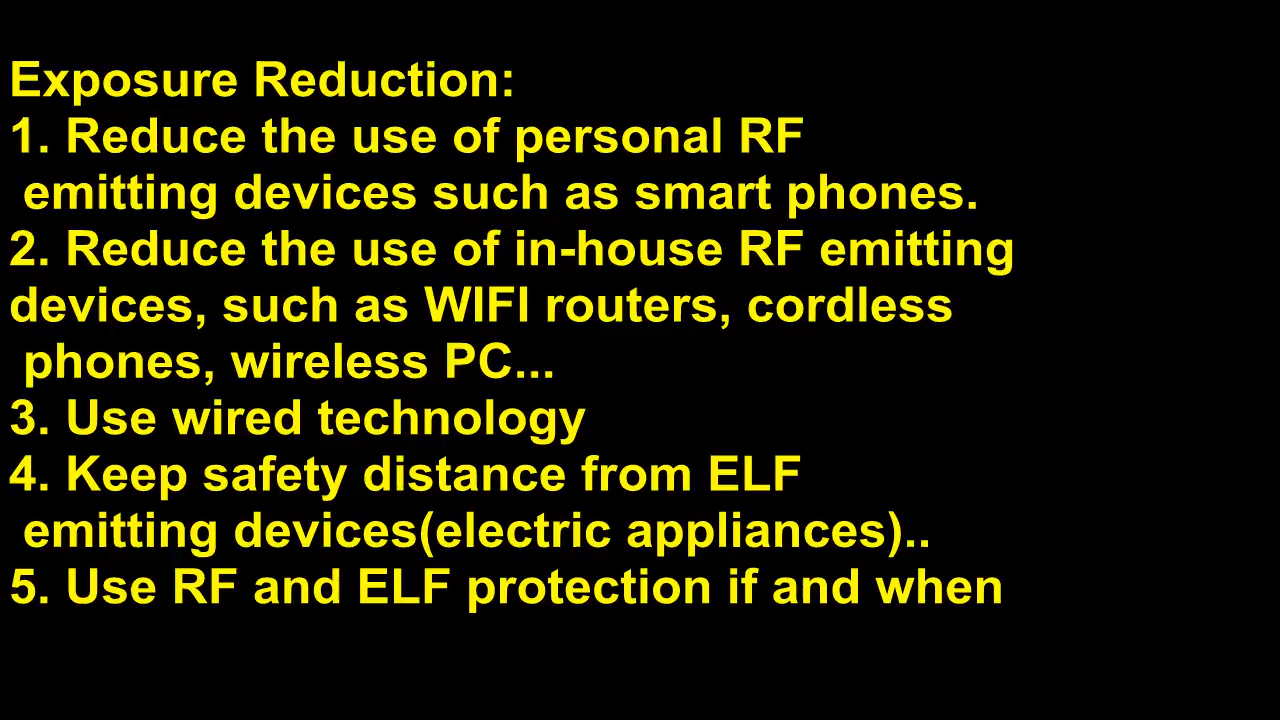 Exposure Reduction:
1. Reduce the use of personal RF
emitting devices such as smart phones.
2. Reduce the use of in-house RF emitting
devices, such as WIFI routers, cordless
phones, wireless PC...
3. Use wired technology
4. Keep safety distance from ELF
emitting devices(electric appliances)..
5. Use RF and ELF protection if and when